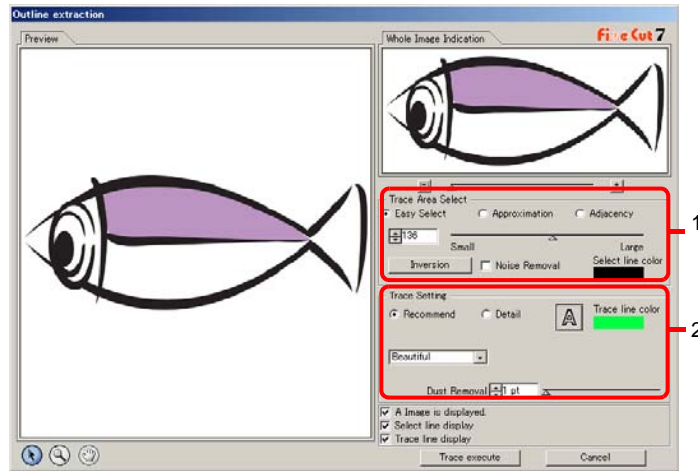 Outline extraction
Preview
Whole Image Indication
FineCut 7
Trace Area Select
Easy Select Approximation Adjacency
136
Small Large
Inversion Noise Removal Select line color
1
Trace Setting
Recommend Detail A Trace line color
2
Beautiful
Dust Removal 1 pt
A Image is displayed.
Select line display
Trace line display
Trace execute Cancel